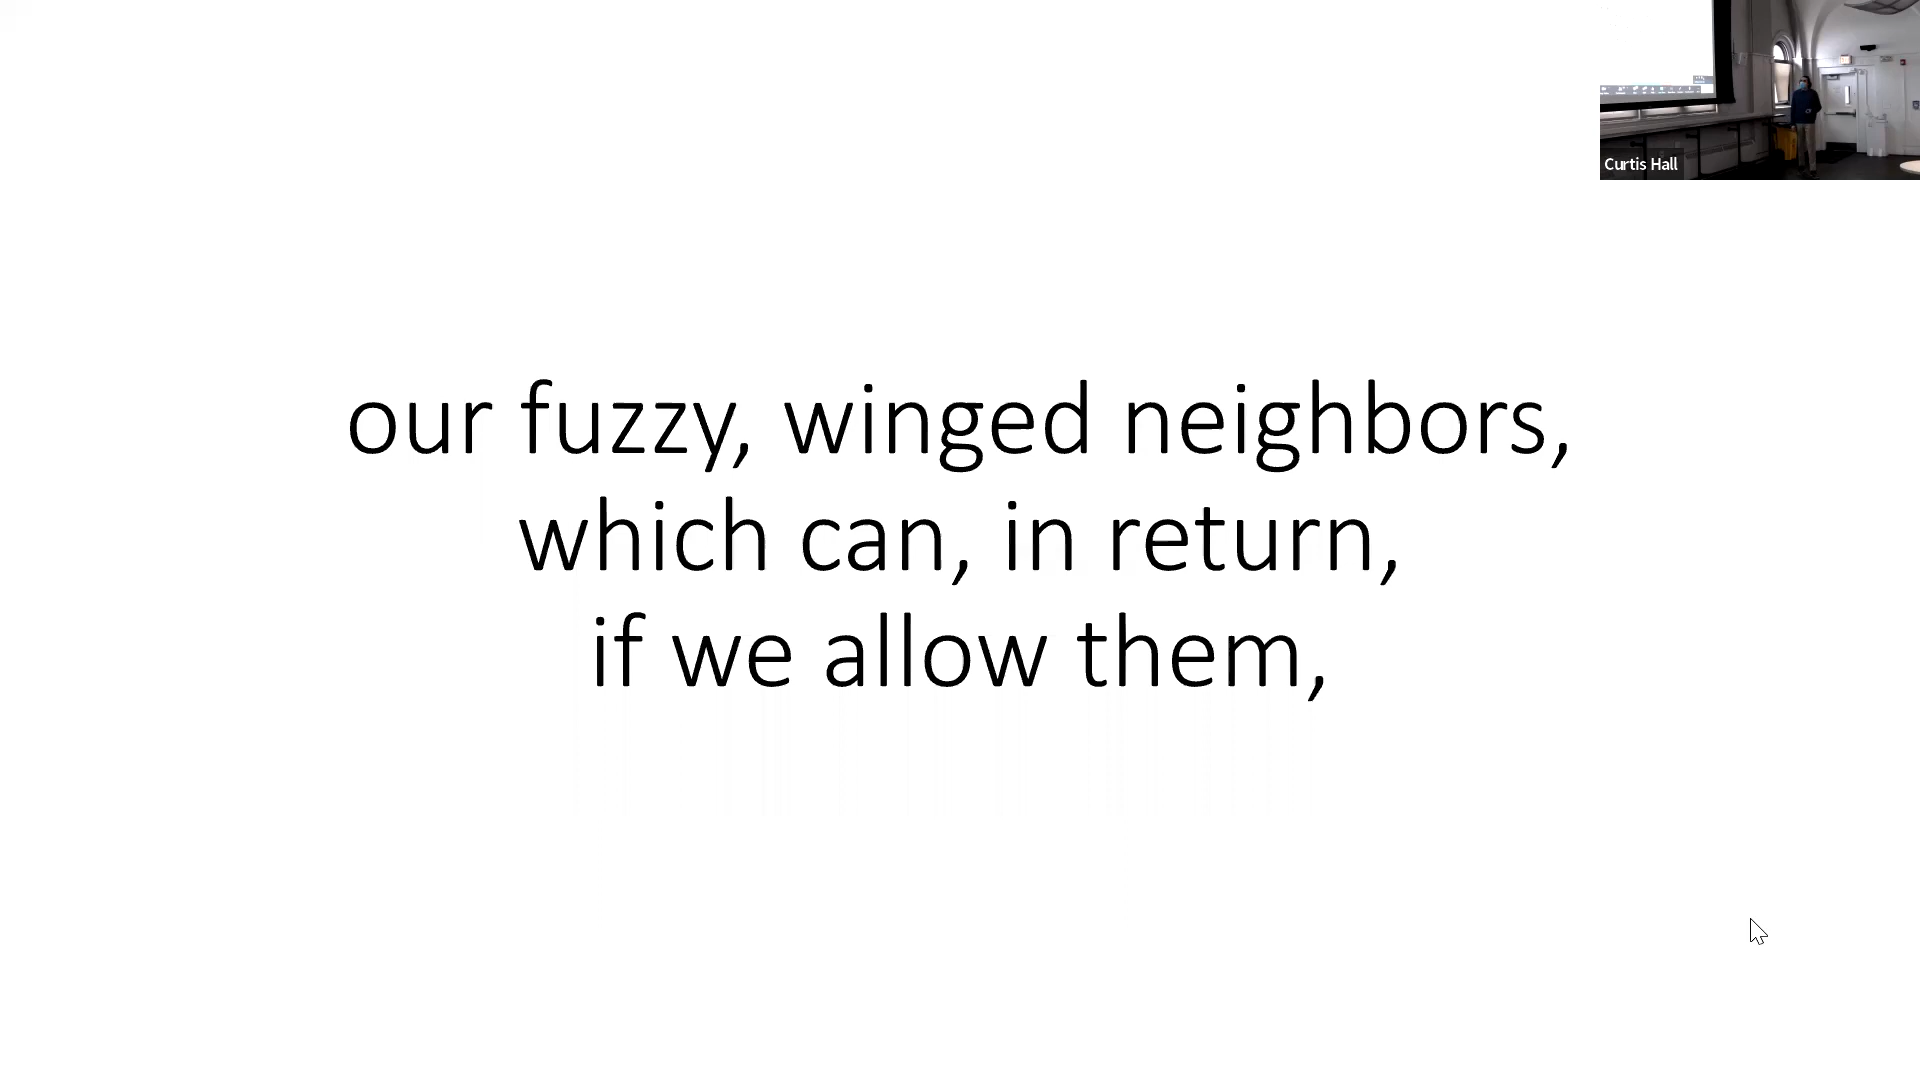 Curtis Hall
our fuzzy, winged neighbors,
which can, in return,
if we allow them,